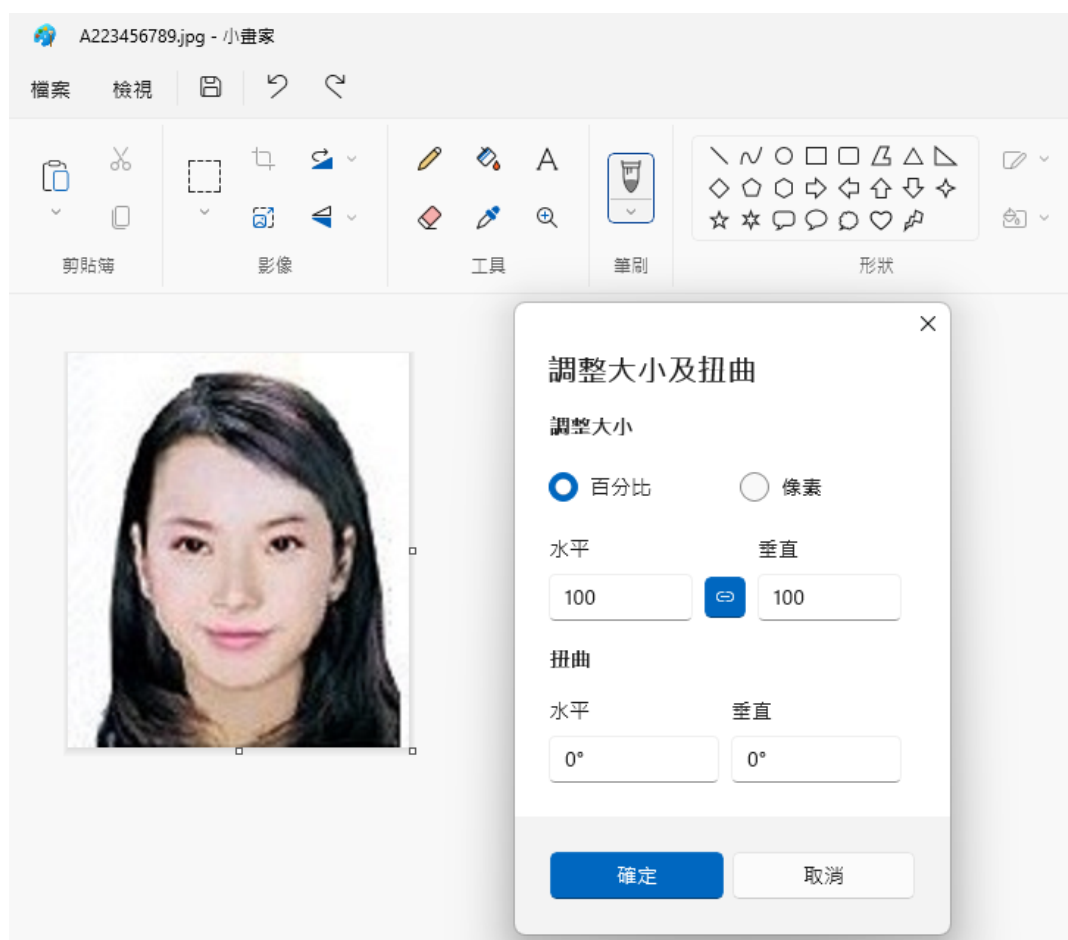 A223456789.jpg - 小畫家
檔案 檢視
剪貼簿 影像 工具 筆刷 形狀
調整大小及扭曲
調整大小
百分比 像素
水平 垂直
100 100
扭曲
水平 垂直
0° 0°
確定 取消